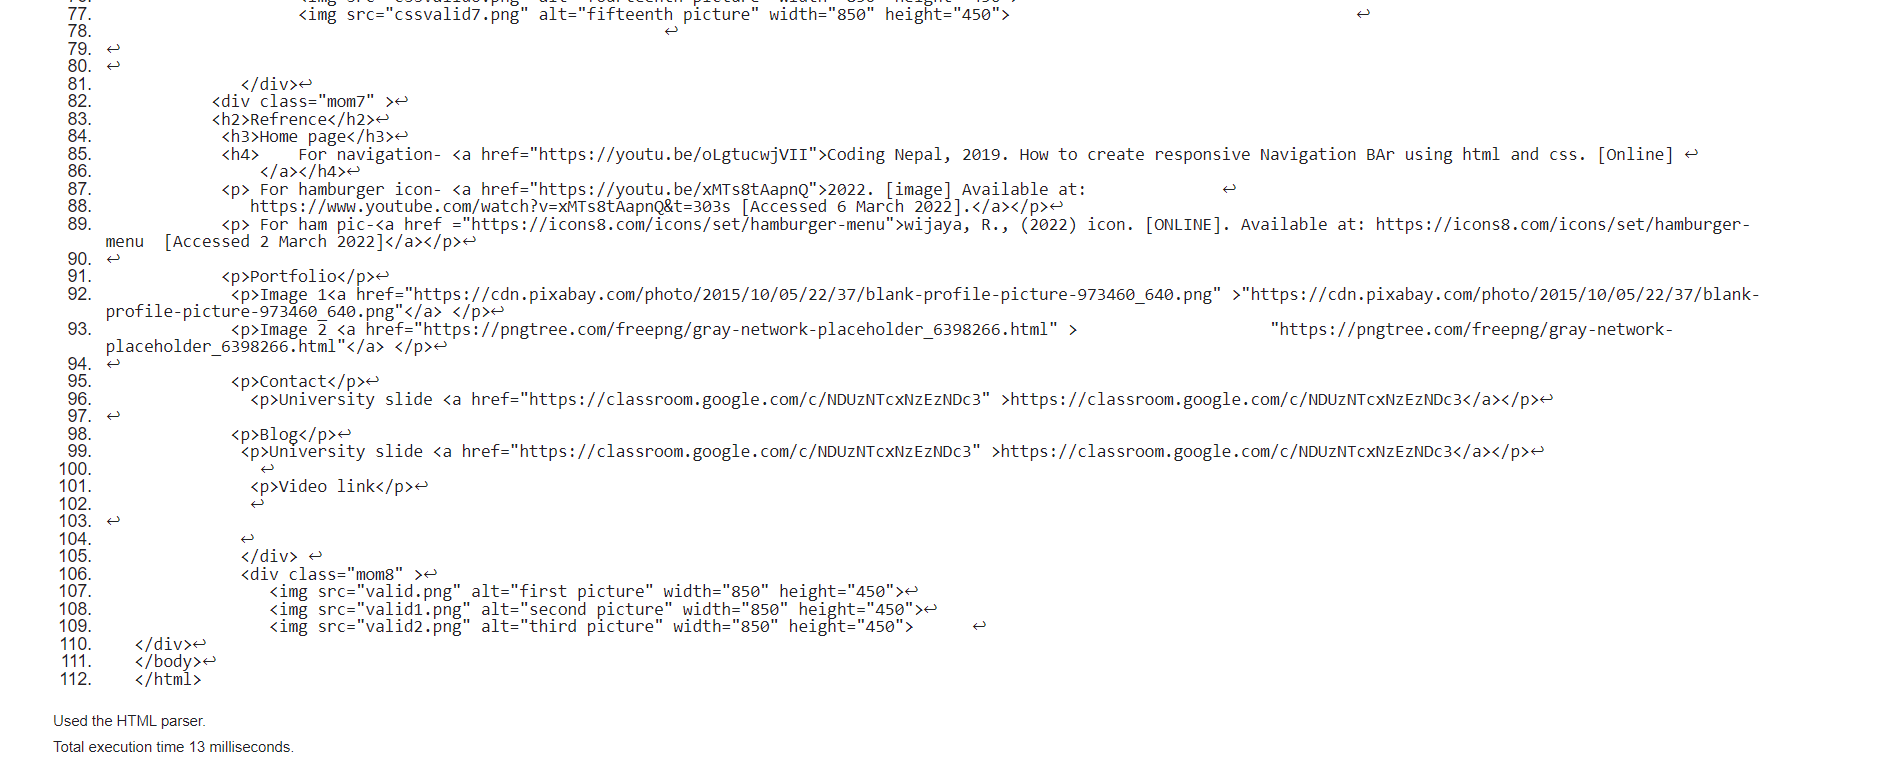 77. <img src="cssvalid7.png" alt="fifteenth picture" width="850" height="450"> ↩
78. ↩
79. ↩
80. ↩
81. </div>↩
82. <div class="mom7" >↩
83. <h2>Refrence</h2>↩
84. <h3>Home page</h3>↩
85. <h4> For navigation- <a href="https://youtu.be/oLgtucwjVII">Coding Nepal, 2019. How to create responsive Navigation BAr using html and css. [Online] ↩
86. </a></h4>↩
87. <p> For hamburger icon- <a href="https://youtu.be/xMTs8tAapnQ">2022. [image] Available at: ↩
88. https://www.youtube.com/watch?v=xMTs8tAapnQ&t=303s [Accessed 6 March 2022].</a></p>↩
89. <p> For ham pic-<a href ="https://icons8.com/icons/set/hamburger-menu">wijaya, R., (2022) icon. [ONLINE]. Available at: https://icons8.com/icons/set/hamburger-
menu [Accessed 2 March 2022]</a></p>↩
90. ↩
91. <p>Portfolio</p>↩
92. <p>Image 1<a href="https://cdn.pixabay.com/photo/2015/10/05/22/37/blank-profile-picture-973460_640.png" >"https://cdn.pixabay.com/photo/2015/10/05/22/37/blank-
profile-picture-973460_640.png"</a> </p>↩
93. <p>Image 2 <a href="https://pngtree.com/freepng/gray-network-placeholder_6398266.html" > "https://pngtree.com/freepng/gray-network-
placeholder_6398266.html"</a> </p>↩
94. ↩
95. <p>Contact</p>↩
96. <p>University slide <a href="https://classroom.google.com/c/NDUzNTcxNzEzNDc3" >https://classroom.google.com/c/NDUzNTcxNzEzNDc3</a></p>↩
97. ↩
98. <p>Blog</p>↩
99. <p>University slide <a href="https://classroom.google.com/c/NDUzNTcxNzEzNDc3" >https://classroom.google.com/c/NDUzNTcxNzEzNDc3</a></p>↩
100. ↩
101. <p>Video link</p>↩
102. ↩
103. ↩
104. ↩
105. </div> ↩
106. <div class="mom8" >↩
107. <img src="valid.png" alt="first picture" width="850" height="450">↩
108. <img src="valid1.png" alt="second picture" width="850" height="450">↩
109. <img src="valid2.png" alt="third picture" width="850" height="450"> ↩
110. </div>↩
111. </body>↩
112. </html>
Used the HTML parser.
Total execution time 13 milliseconds.